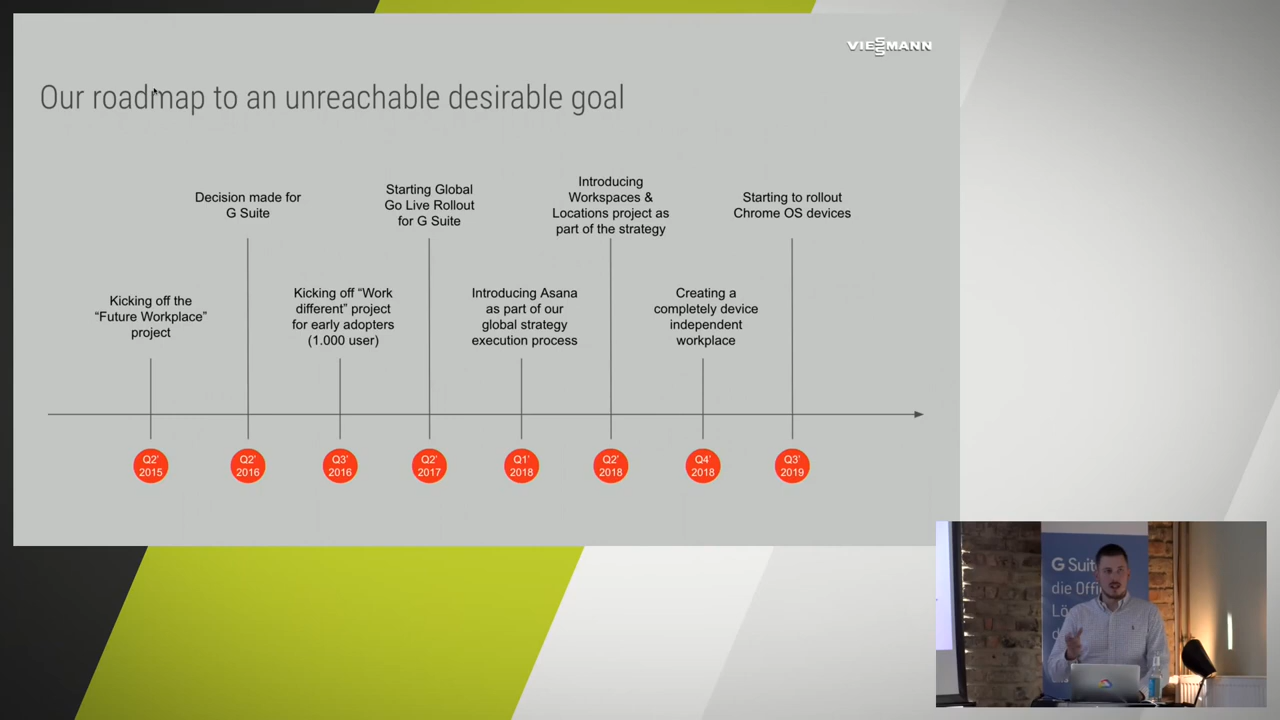 VIESSMANN
Our roadmap to an unreachable desirable goal
Decision made for
G Suite
Starting Global
Go Live Rollout
for G Suite
Introducing
Workspaces &
Locations project as
part of the strategy
Starting to rollout
Chrome OS devices
Kicking off the
“Future Workplace”
project
Kicking off “Work
different” project
for early adopters
(1.000 user)
Introducing Asana
as part of our
global strategy
execution process
Creating a
completely device
independent
workplace
Q2'
2015
Q2'
2016
Q3'
2016
Q2'
2017
Q1'
2018
Q2'
2018
Q4'
2018
Q3'
2019
G Suite
die